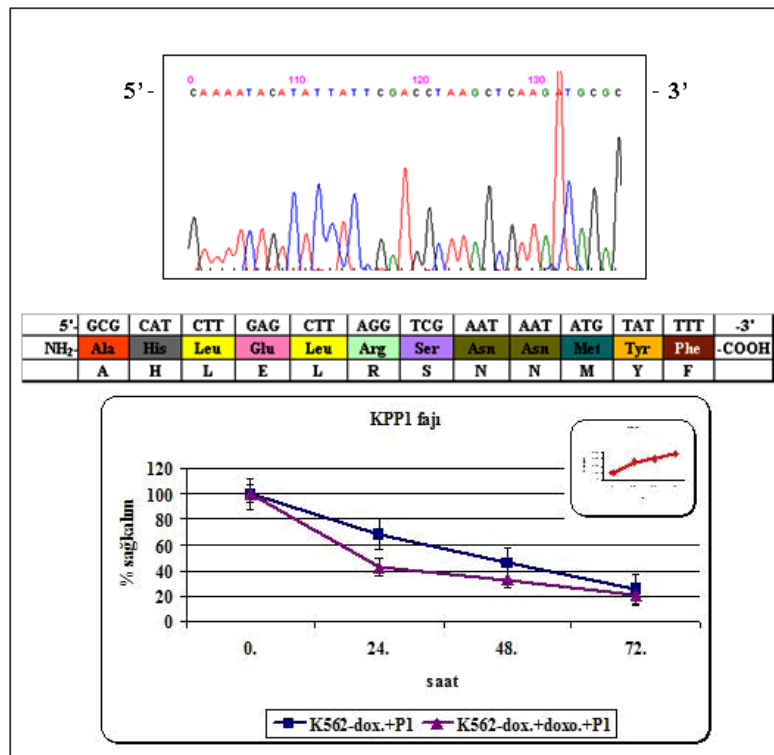 0 110 120 130
5’- C A A A A T A C A T A T T A T T C G A C C T A A G C T C A A G A T G C G C - 3’
5'- GCG CAT CTT GAG CTT AGG TCG AAT AAT ATG TAT TTT -3'
NH2- Ala His Leu Glu Leu Arg Ser Asn Asn Met Tyr Phe -COOH
A H L E L R S N N M Y F
KPP1 fajı
% sağkalım
120
100
80
60
40
20
0
0. 24. 48. 72.
saat
K562-dox.+P1 K562-dox.+doxo.+P1